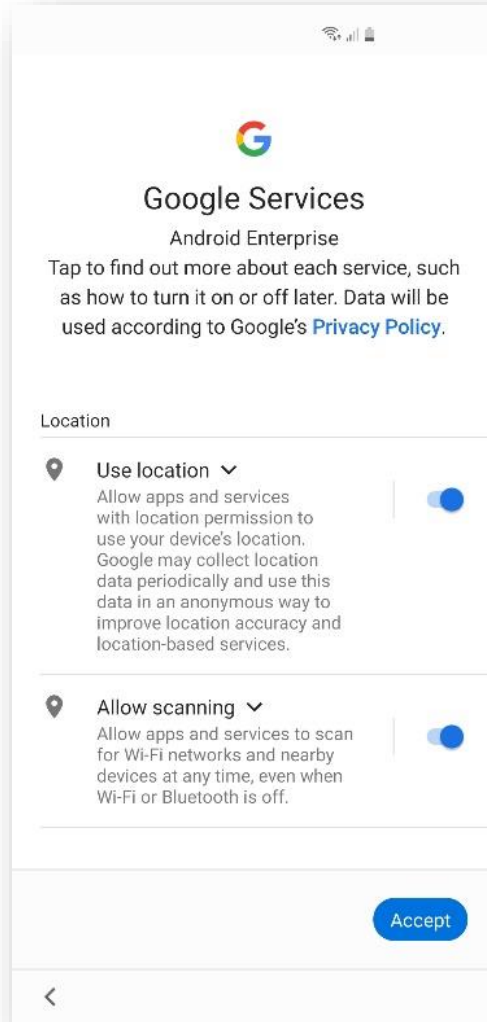 Google Services
Android Enterprise
Tap to find out more about each service, such
as how to turn it on or off later. Data will be
used according to Google's Privacy Policy.
Location
Use location
Allow apps and services
with location permission to
use your device's location.
Google may collect location
data periodically and use this
data in an anonymous way to
improve location accuracy and
location-based services.
Allow scanning
Allow apps and services to scan
for Wi-Fi networks and nearby
devices at any time, even when
Wi-Fi or Bluetooth is off.
Accept